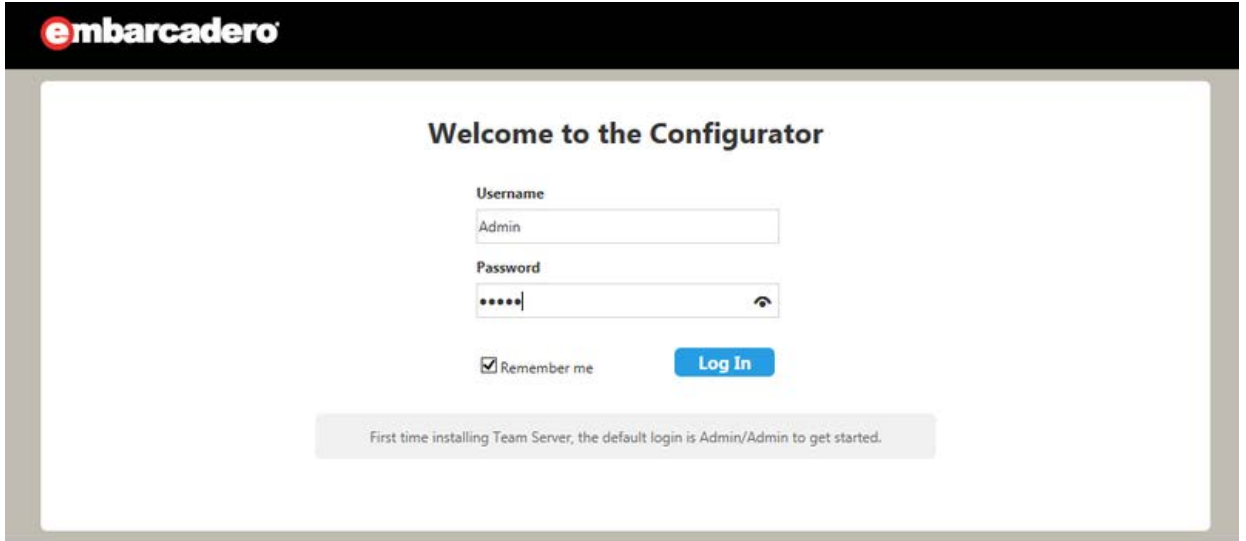 embarcadero
Welcome to the Configurator
Username
Admin
Password
•••••
Remember me
Log In
First time installing Team Server, the default login is Admin/Admin to get started.